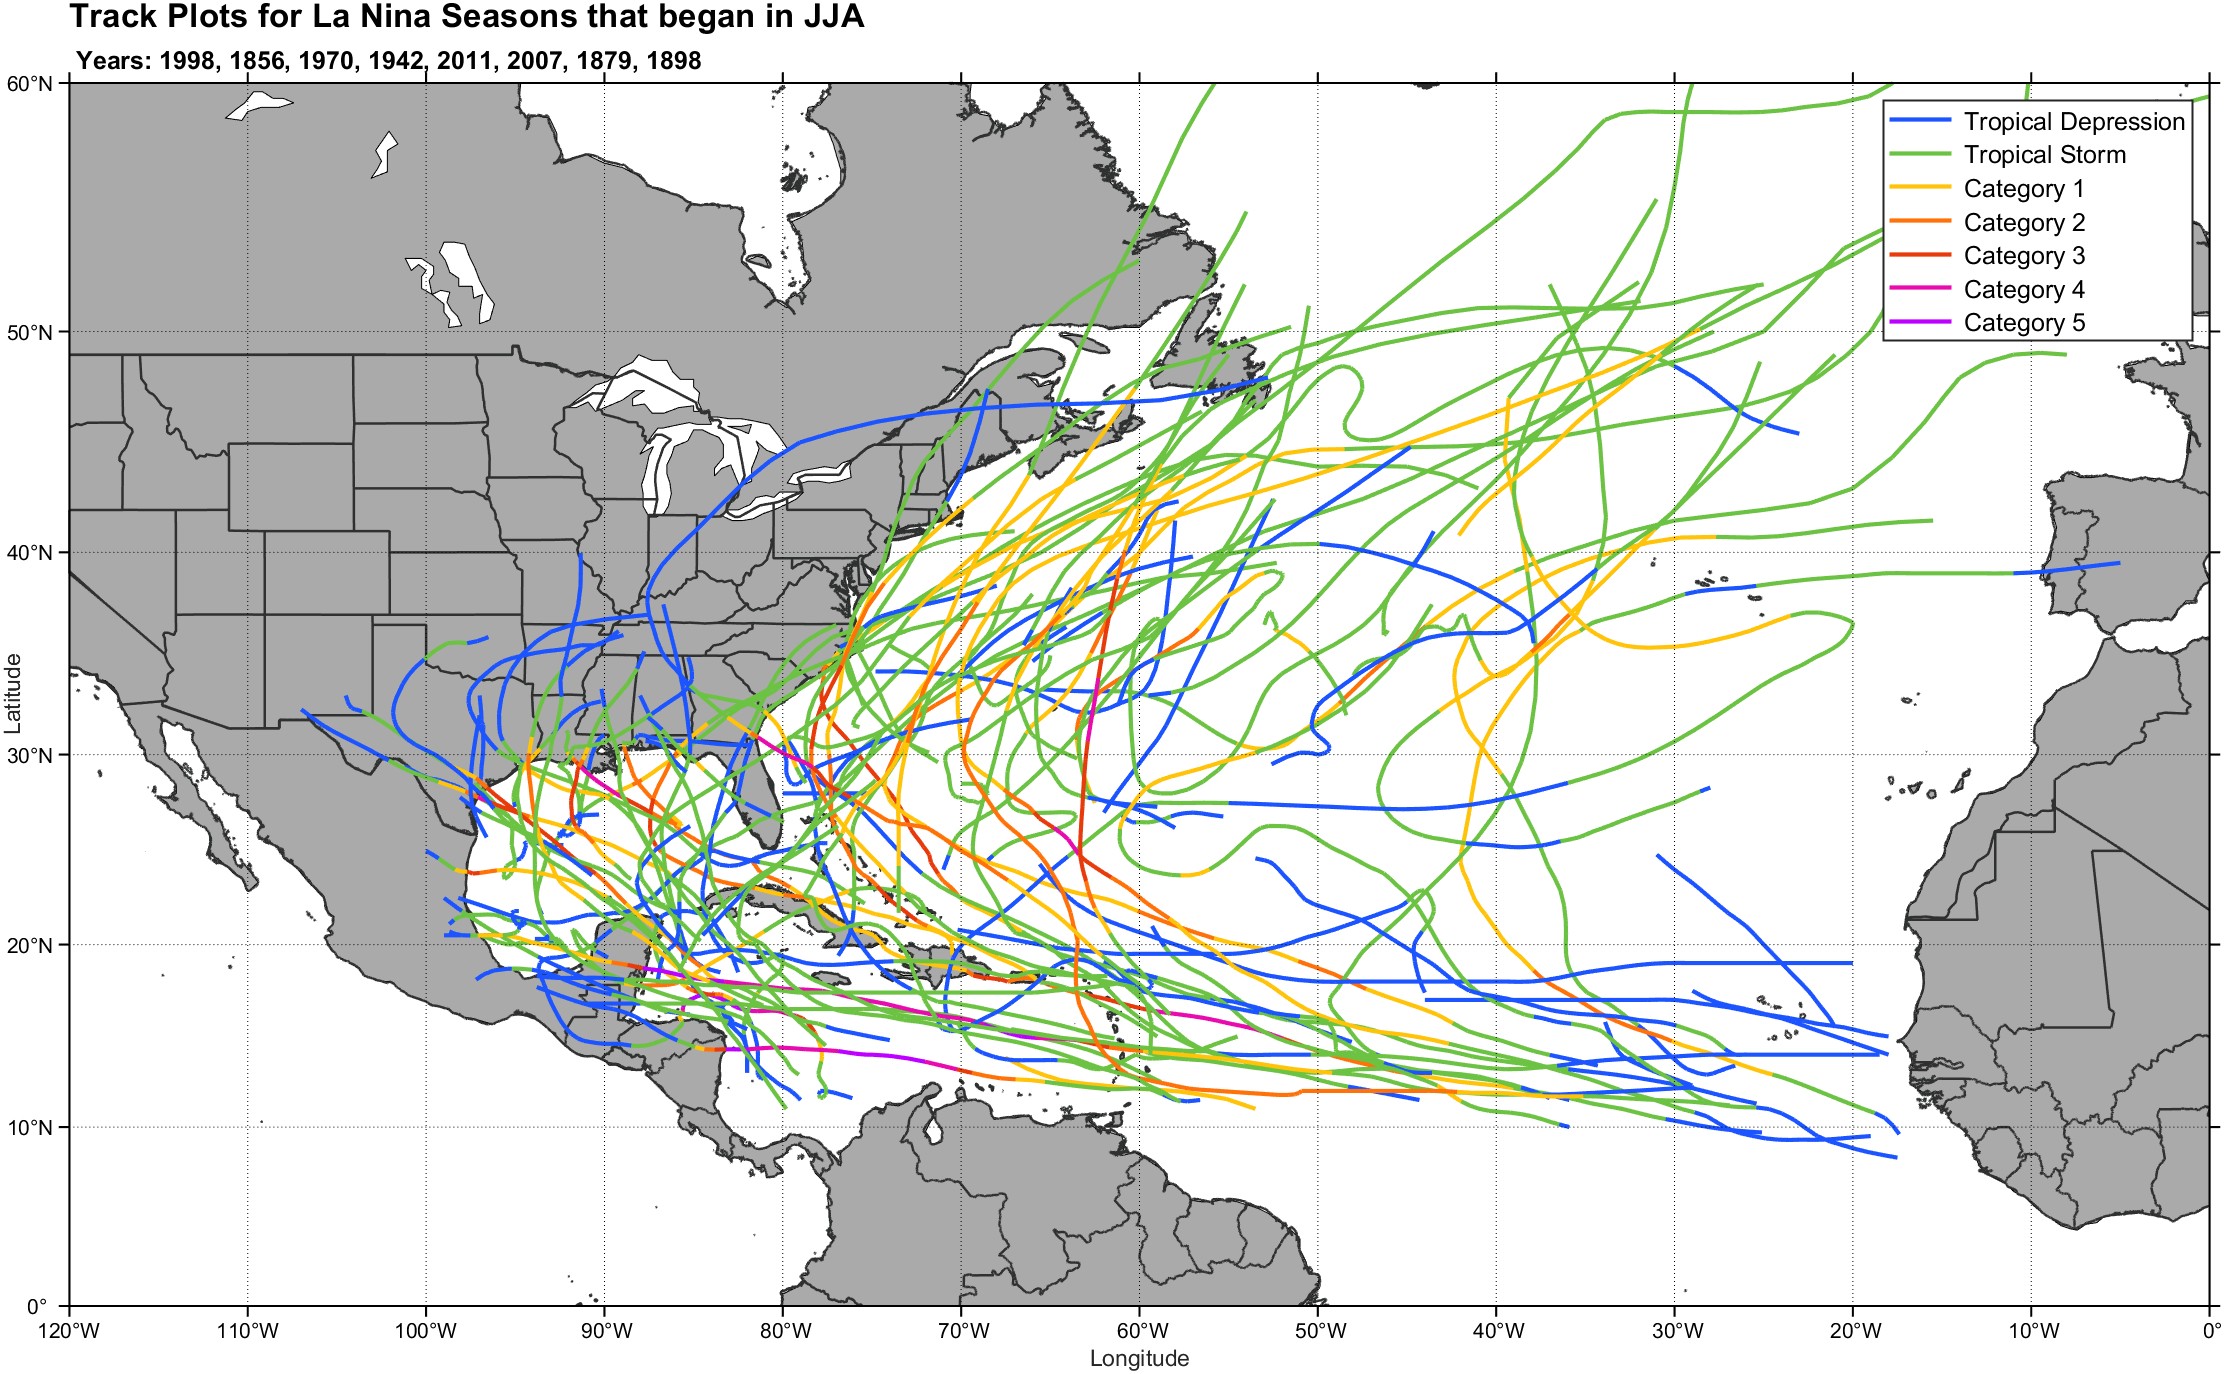 Track Plots for La Nina Seasons that began in JJA
Years: 1998, 1856, 1970, 1942, 2011, 2007, 1879, 1898
60°N
50°N
40°N
30°N
20°N
10°N
0°
Latitude
Tropical Depression
Tropical Storm
Category 1
Category 2
Category 3
Category 4
Category 5
120°W 110°W 100°W 90°W 80°W 70°W 60°W 50°W 40°W 30°W 20°W 10°W 0°
Longitude